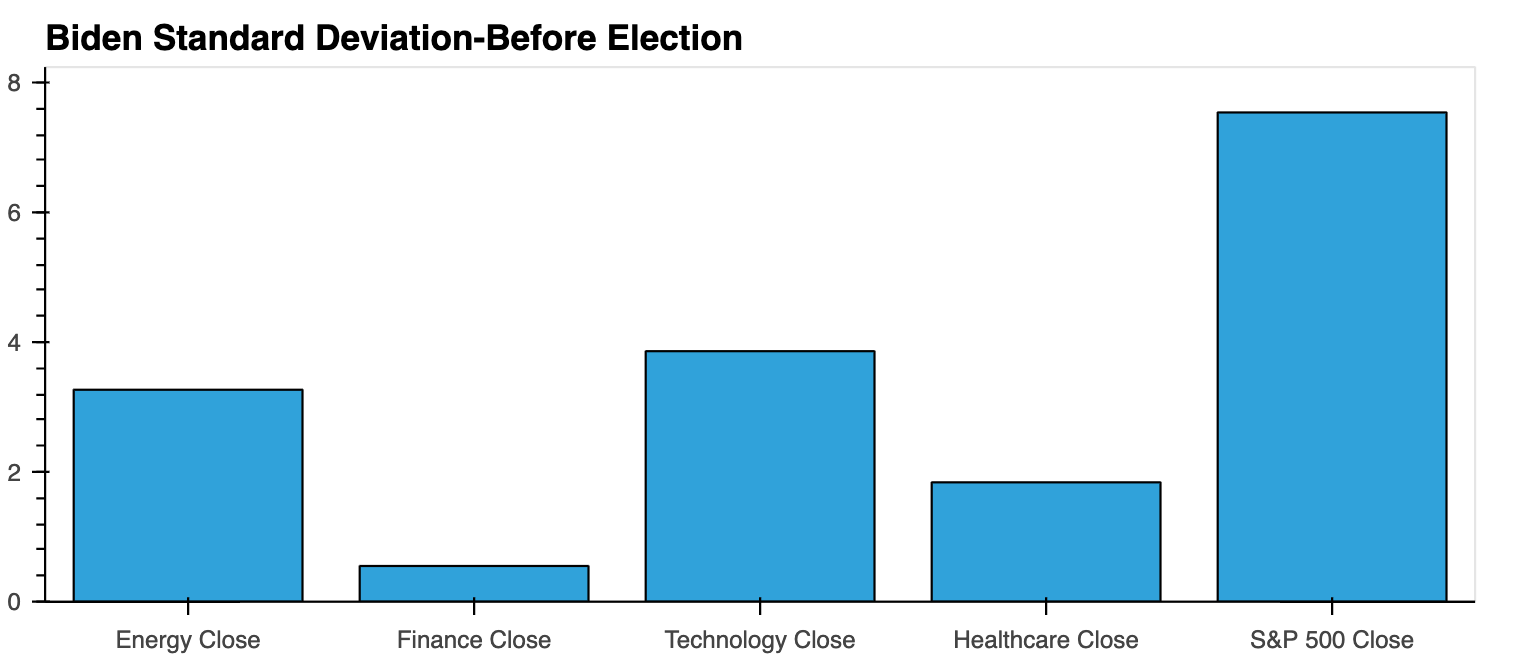 Biden Standard Deviation-Before Election
8
6
4
2
0
Energy Close Finance Close Technology Close Healthcare Close S&P 500 Close